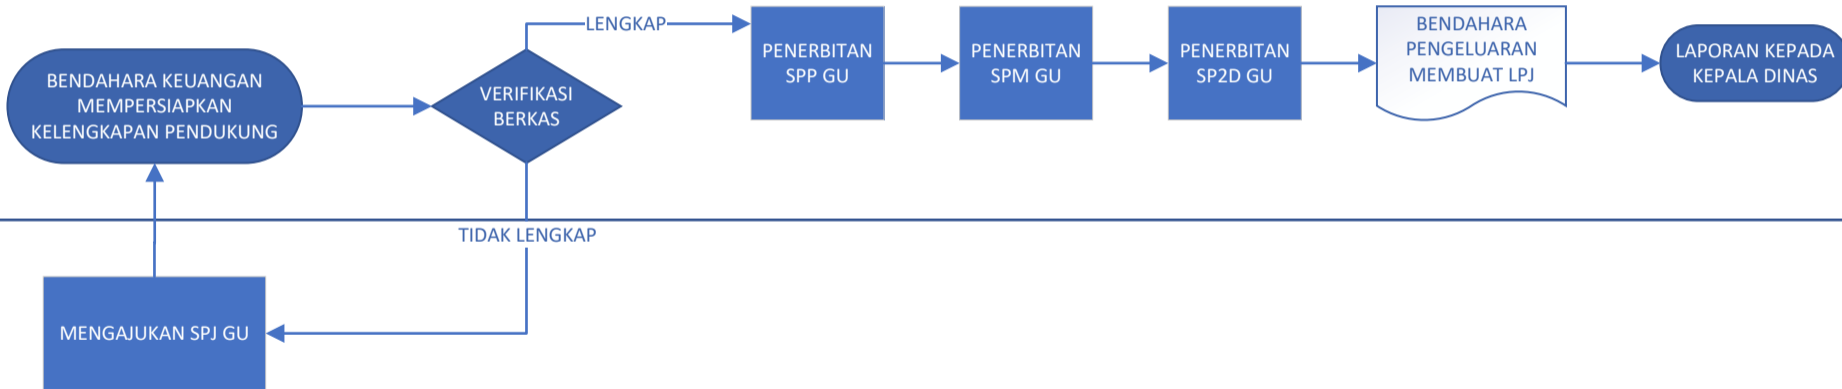 BENDAHARA KEUANGAN
MEMPERSIAPKAN
KELENGKAPAN PENDUKUNG
VERIFIKASI
BERKAS
LENGKAP
PENERBITAN
SPP GU
PENERBITAN
SPM GU
PENERBITAN
SP2D GU
BENDAHARA
PENGELUARAN
MEMBUAT LPJ
LAPORAN KEPADA
KEPALA DINAS
TIDAK LENGKAP
MENGAJUKAN SPJ GU